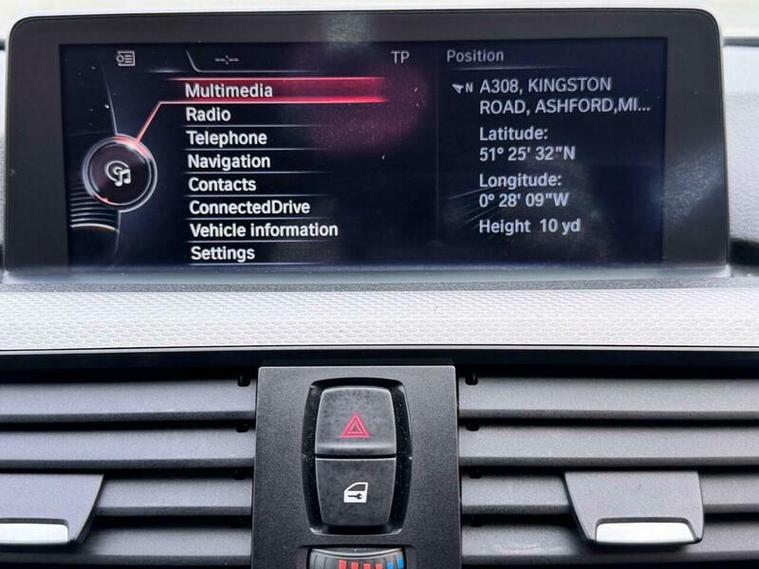 --:--
TP
Multimedia
Radio
Telephone
Navigation
Contacts
ConnectedDrive
Vehicle information
Settings
Position
N A308, KINGSTON
ROAD, ASHFORD,MI...
Latitude:
51° 25' 32"N
Longitude:
0° 28' 09"W
Height 10 yd